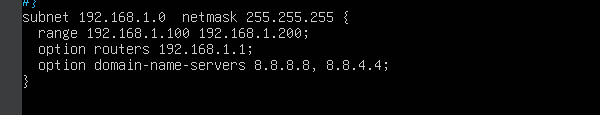 #}
subnet 192.168.1.0  netmask 255.255.255 {
  range 192.168.1.100 192.168.1.200;
  option routers 192.168.1.1;
  option domain-name-servers 8.8.8.8, 8.8.4.4;
}